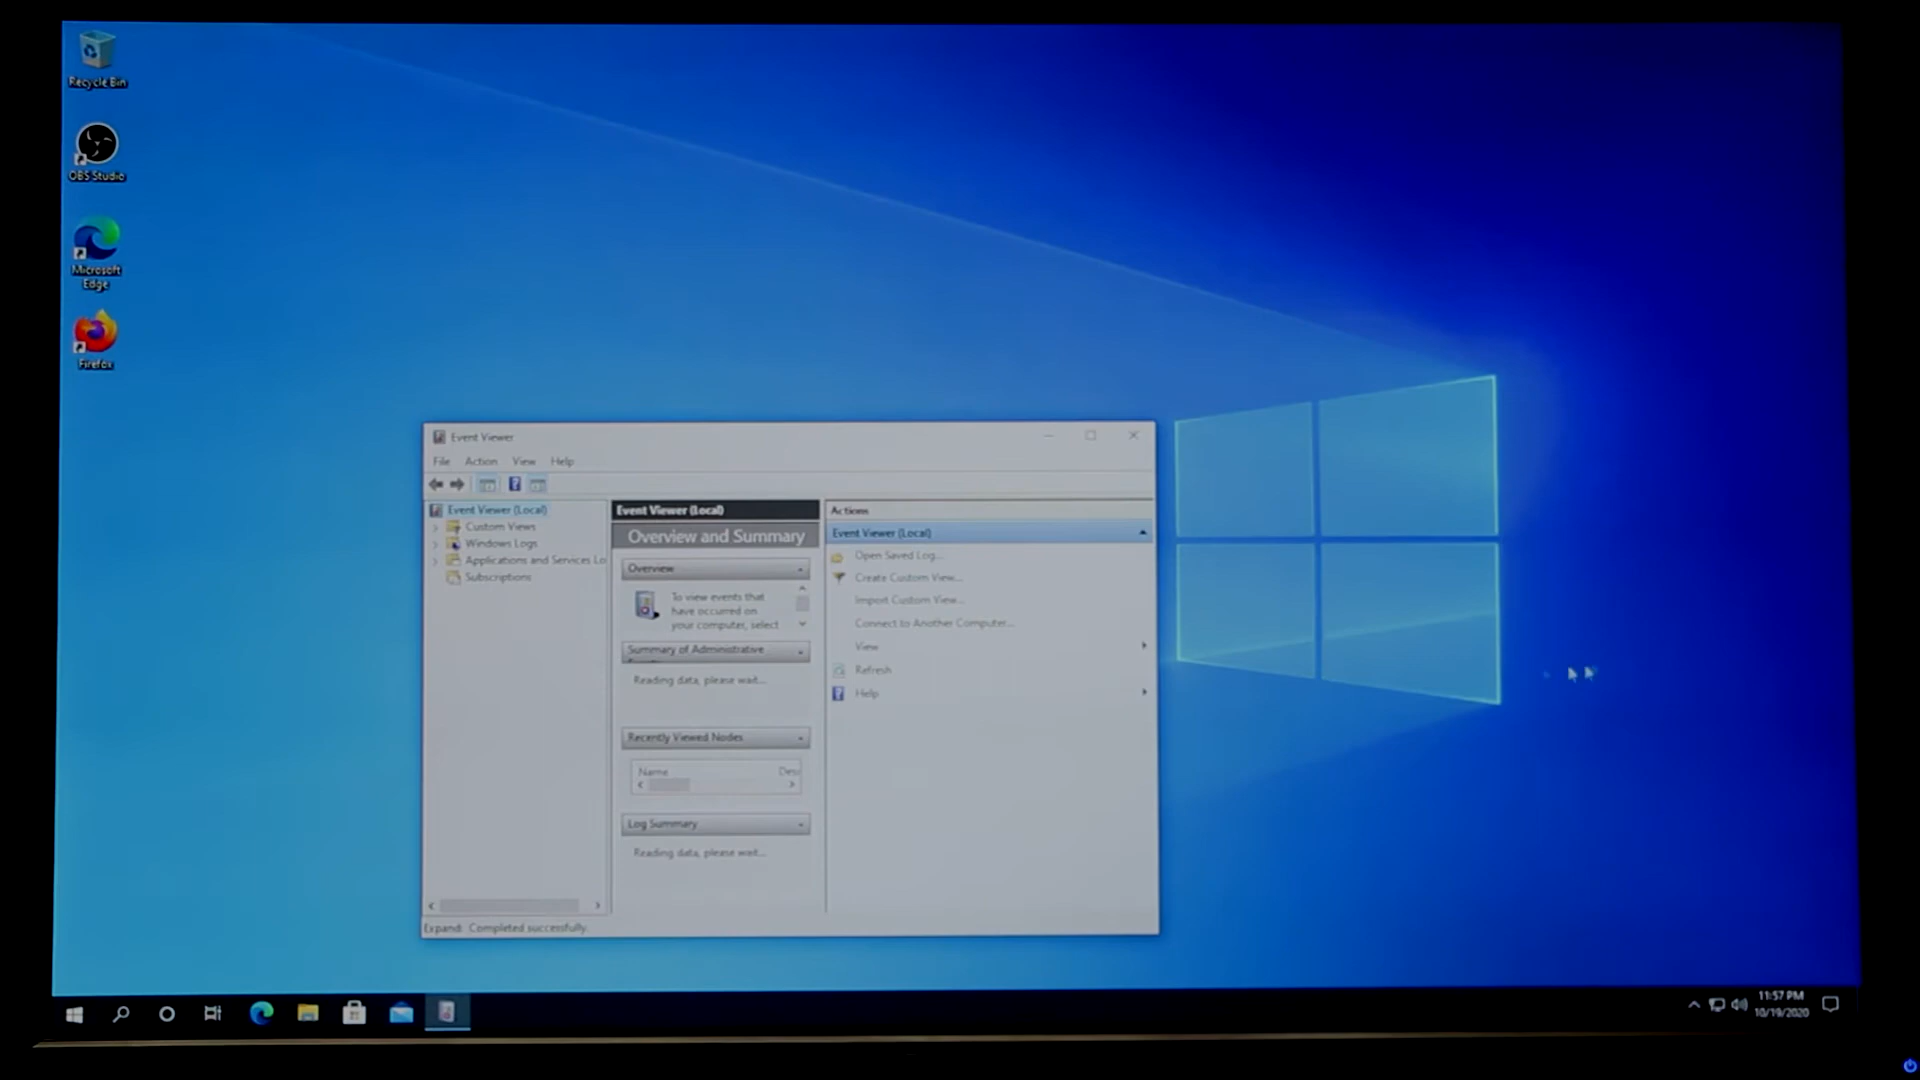 Recycle Bin
OBS Studio
Microsoft
Edge
Firefox
Event Viewer
File Action View Help
Event Viewer (Local)
Custom Views
Windows Logs
Applications and Services Lo
Subscriptions
Event Viewer (Local)
Overview and Summary
Overview
To view events that
have occurred on
your computer, select
Summary of Administrative
Reading data, please wait...
Recently Viewed Nodes
Name Desc
Log Summary
Reading data, please wait...
Actions
Event Viewer (Local)
Open Saved Log...
Create Custom View...
Import Custom View...
Connect to Another Computer...
View
Refresh
Help
Expand: Completed successfully.
11:57 PM
10/19/2020